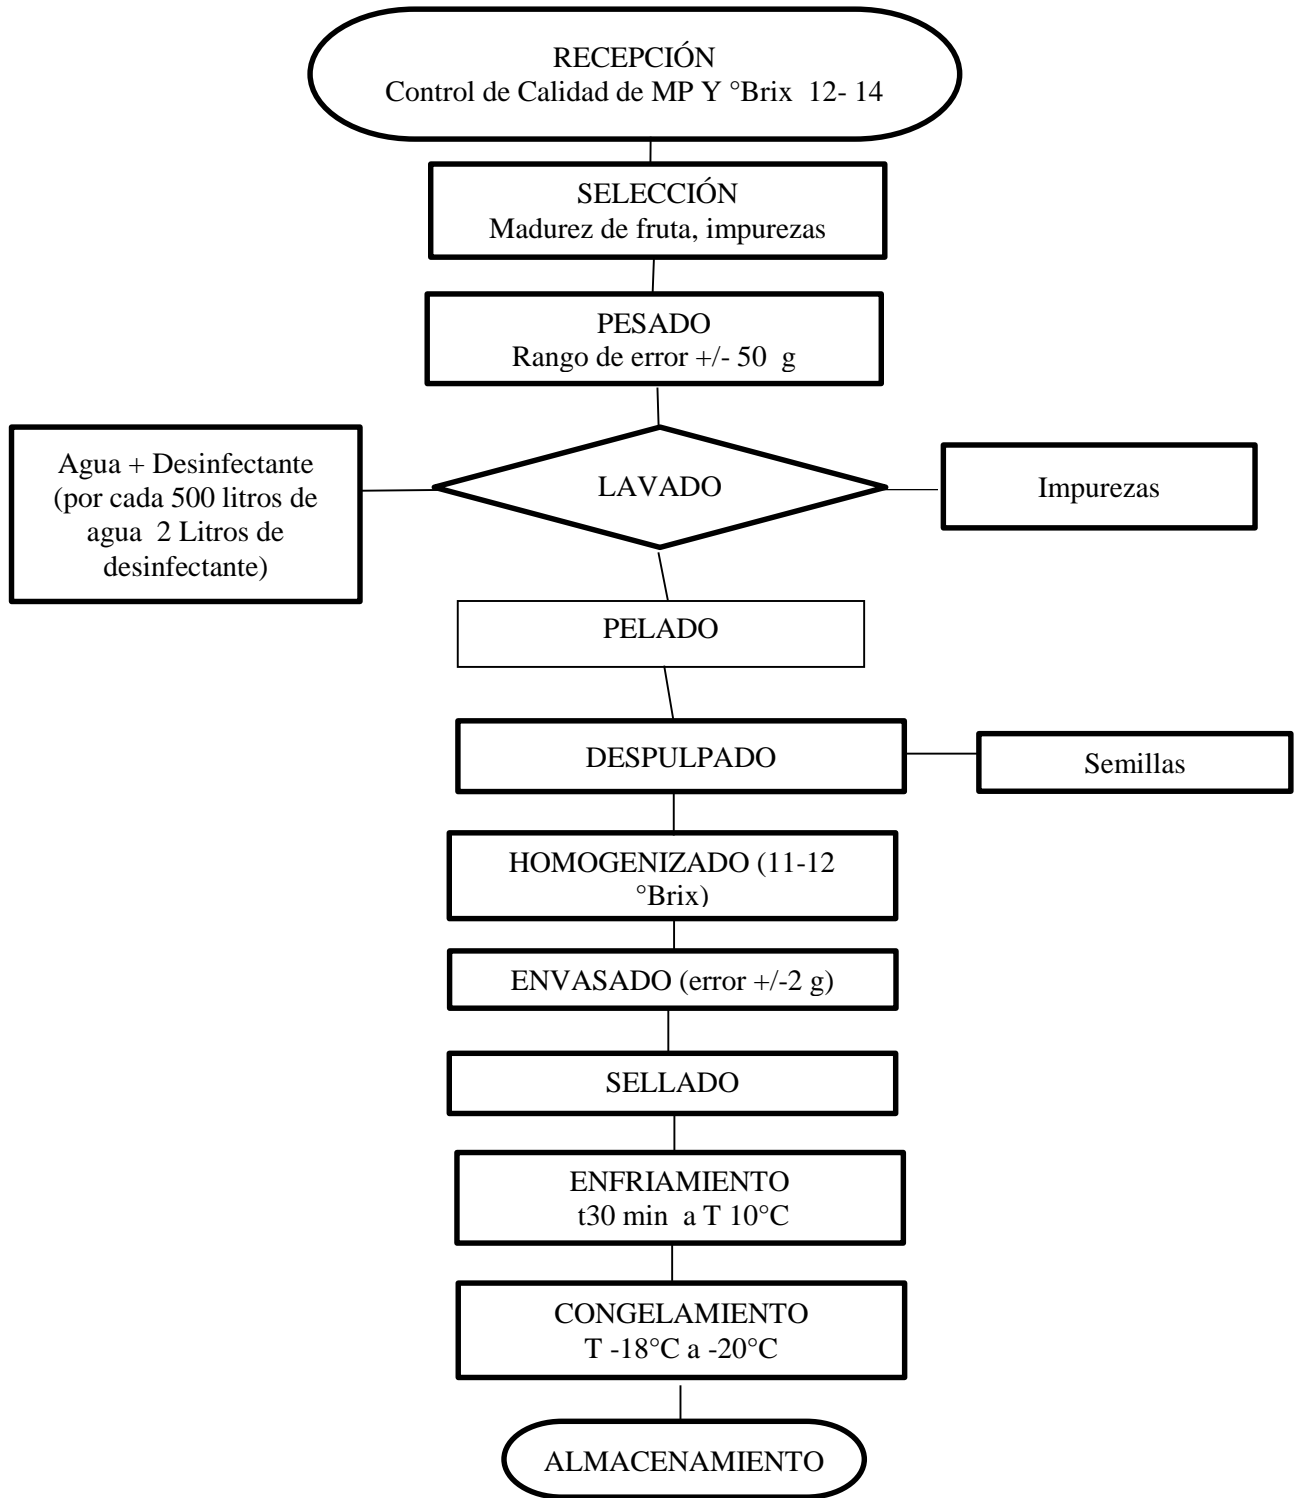 RECEPCIÓN
Control de Calidad de MP Y °Brix  12- 14
SELECCIÓN
Madurez de fruta, impurezas
PESADO
Rango de error +/- 50  g
Agua + Desinfectante
(por cada 500 litros de
agua  2 Litros de
desinfectante)
LAVADO
Impurezas
PELADO
DESPULPADO
Semillas
HOMOGENIZADO (11-12
°Brix)
ENVASADO (error +/-2 g)
SELLADO
ENFRIAMIENTO
t30 min  a T 10°C
CONGELAMIENTO
T -18°C a -20°C
ALMACENAMIENTO